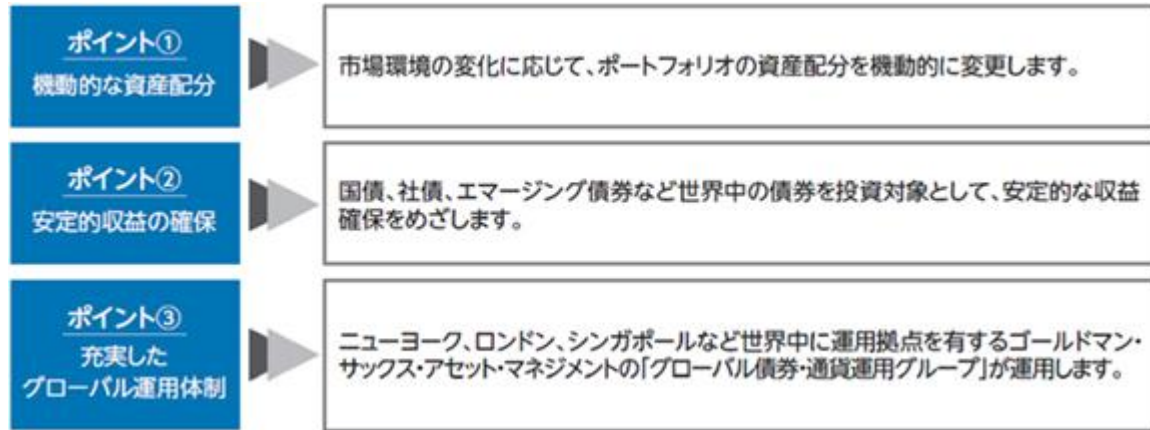 ポイント①
機動的な資産配分
市場環境の変化に応じて、ポートフォリオの資産配分を機動的に変更します。
ポイント②
安定的収益の確保
国債、社債、エマージング債券など世界中の債券を投資対象として、安定的な収益
確保をめざします。
ポイント③
充実した
グローバル運用体制
ニューヨーク、ロンドン、シンガポールなど世界中に運用拠点を有するゴールドマン・
サックス・アセット・マネジメントの「グローバル債券・通貨運用グループ」が運用します。